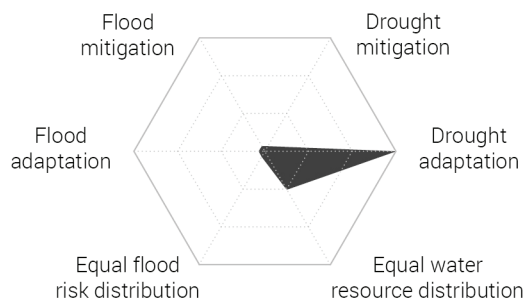 Flood
mitigation
Drought
mitigation
Flood
adaptation
Drought
adaptation
Equal flood
risk distribution
Equal water
resource distribution